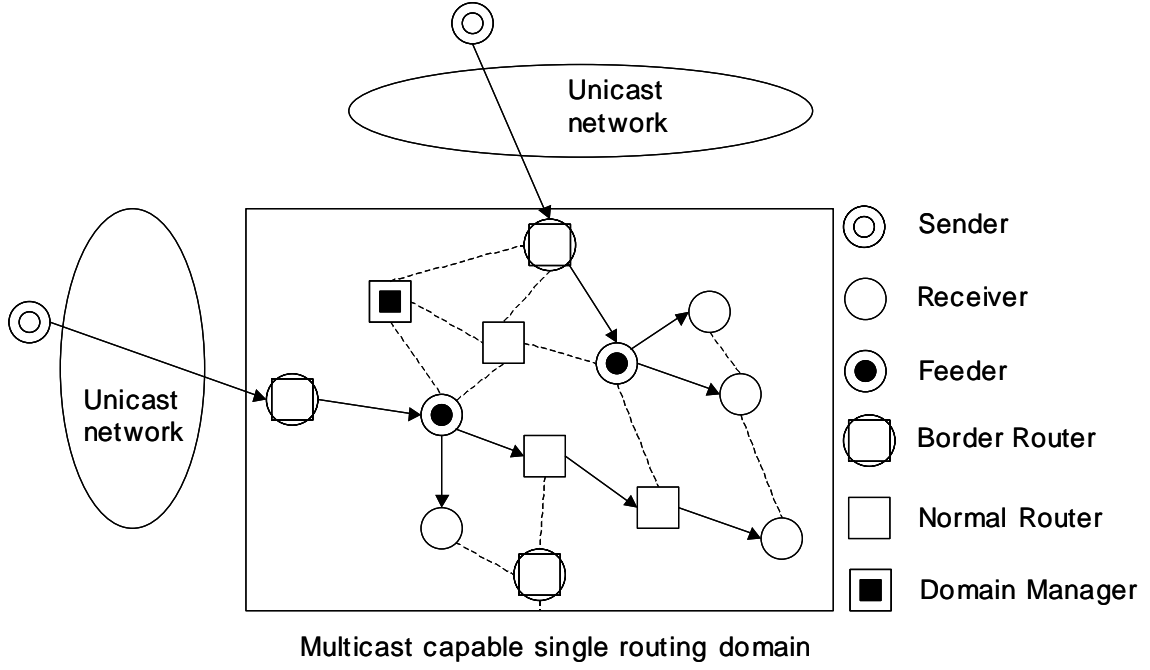 Unicast
network
Unicast
network
Sender
Receiver
Feeder
Border Router
Normal Router
Domain Manager
Multicast capable single routing domain